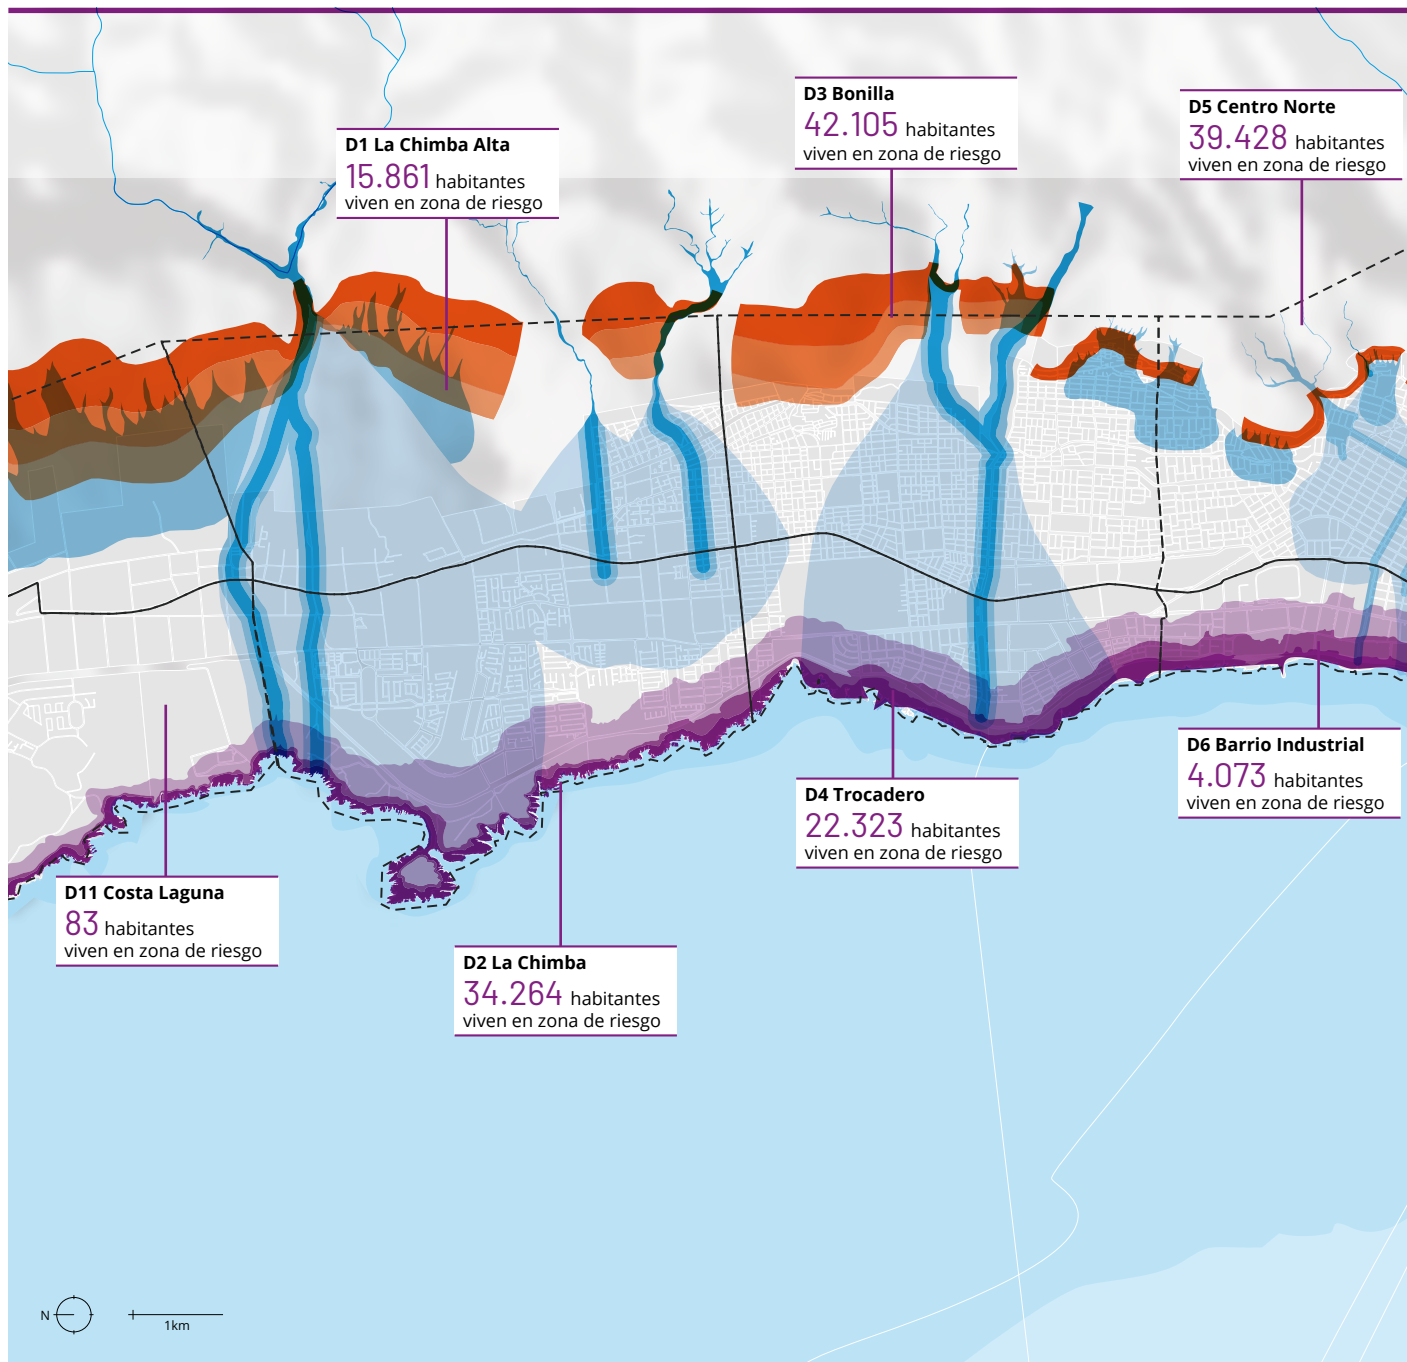 D3 Bonilla
42.105 habitantes
viven en zona de riesgo
D5 Centro Norte
39.428 habitantes
viven en zona de riesgo
D1 La Chimba Alta
15.861 habitantes
viven en zona de riesgo
D6 Barrio Industrial
4.073 habitantes
viven en zona de riesgo
D4 Trocadero
22.323 habitantes
viven en zona de riesgo
D11 Costa Laguna
83 habitantes
viven en zona de riesgo
D2 La Chimba
34.264 habitantes
viven en zona de riesgo
N
1km